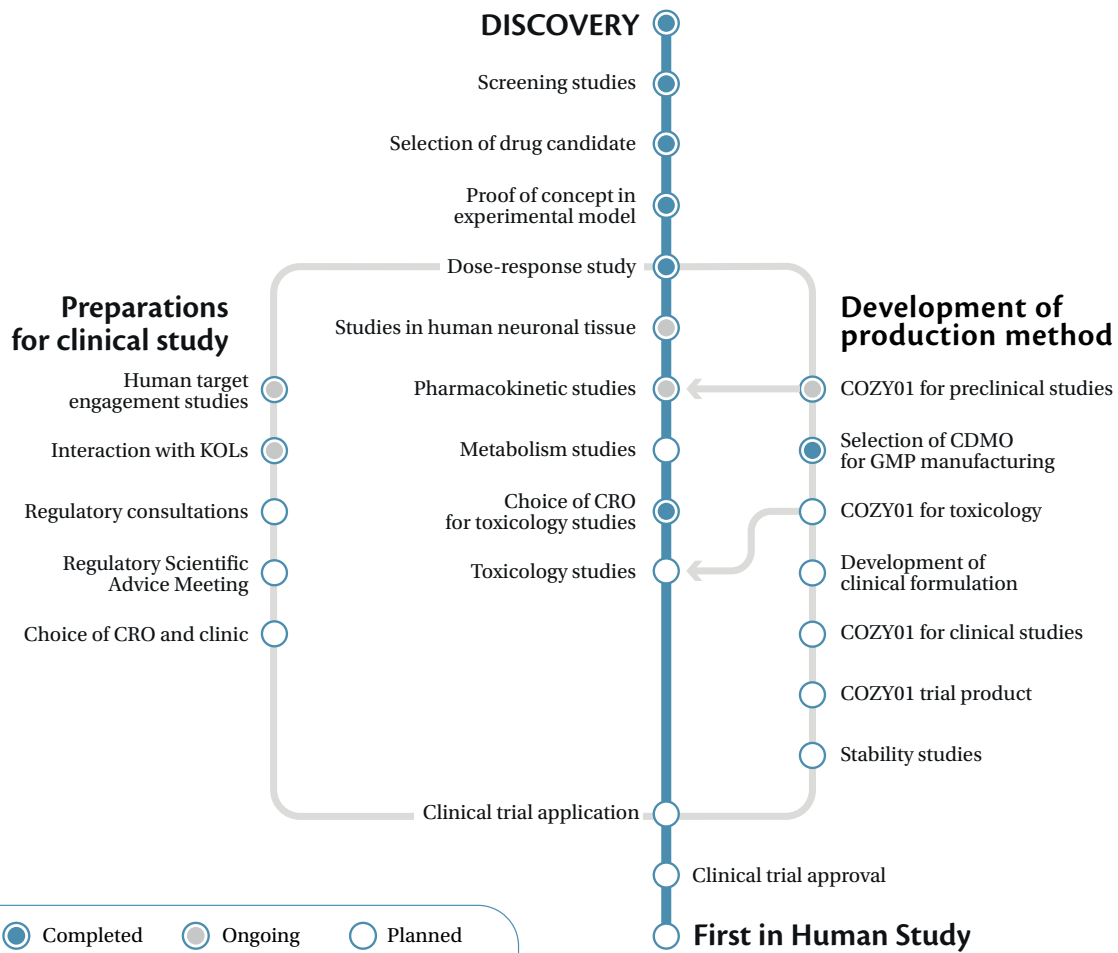 DISCOVERY
Screening studies
Selection of drug candidate
Proof of concept in
experimental model
Dose-response study
Studies in human neuronal tissue
Pharmacokinetic studies
Metabolism studies
Choice of CRO
for toxicology studies
Toxicology studies
Clinical trial application
Clinical trial approval
First in Human Study
Preparations
for clinical study
Human target
engagement studies
Interaction with KOLs
Regulatory consultations
Regulatory Scientific
Advice Meeting
Choice of CRO and clinic
Development of
production method
COZY01 for preclinical studies
Selection of CDMO
for GMP manufacturing
COZY01 for toxicology
Development of
clinical formulation
COZY01 for clinical studies
COZY01 trial product
Stability studies
Completed
Ongoing
Planned